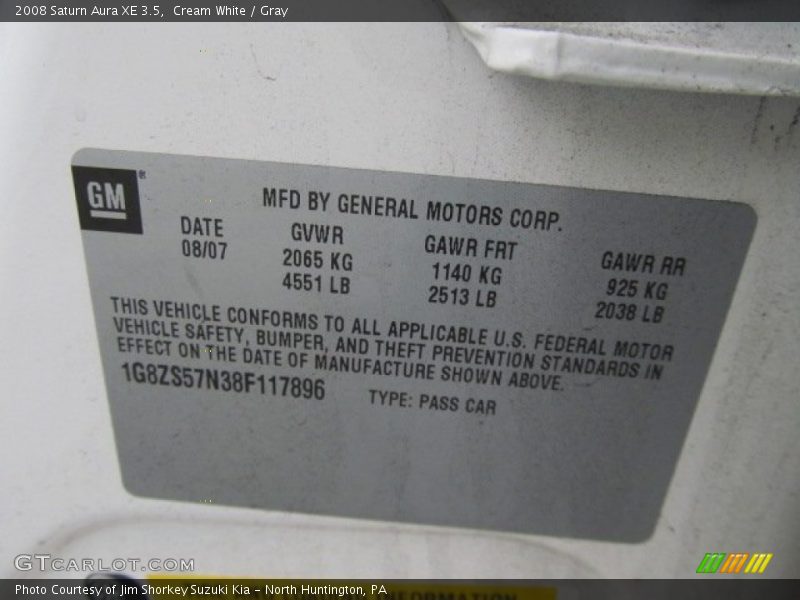 2008 Saturn Aura XE 3.5, Cream White / Gray
GM®
MFD BY GENERAL MOTORS CORP.
DATE GVWR GAWR FRT GAWR RR
08/07 2065 KG 1140 KG 925 KG
4551 LB 2513 LB 2038 LB
THIS VEHICLE CONFORMS TO ALL APPLICABLE U.S. FEDERAL MOTOR
VEHICLE SAFETY, BUMPER, AND THEFT PREVENTION STANDARDS IN
EFFECT ON THE DATE OF MANUFACTURE SHOWN ABOVE.
1G8ZS57N38F117896 TYPE: PASS CAR
GTCarLot.com
Photo Courtesy of Jim Shorkey Suzuki Kia - North Huntington, PA